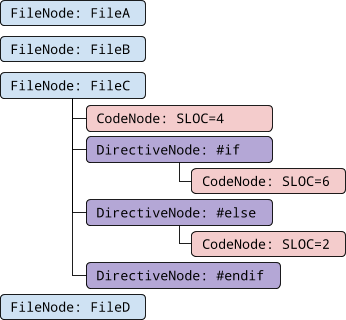 FileNode: FileA
FileNode: FileB
FileNode: FileC
CodeNode: SLOC=4
DirectiveNode: #if
CodeNode: SLOC=6
DirectiveNode: #else
CodeNode: SLOC=2
DirectiveNode: #endif
FileNode: FileD